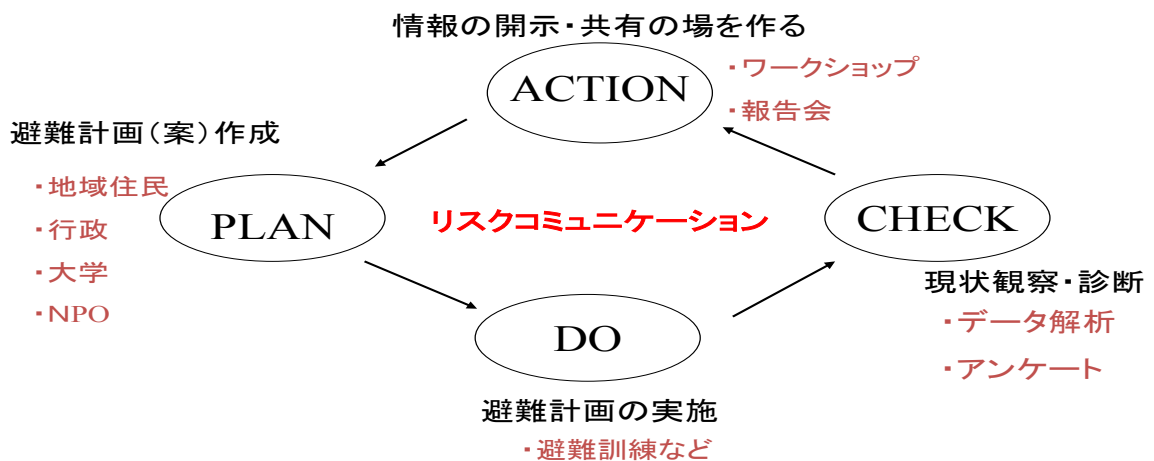 情報の開示・共有の場を作る
ACTION
・ワークショップ
・報告会
避難計画(案)作成
・地域住民
・行政
・大学
・NPO
PLAN
リスクコミュニケーション
CHECK
現状観察・診断
・データ解析
・アンケート
DO
避難計画の実施
・避難訓練など